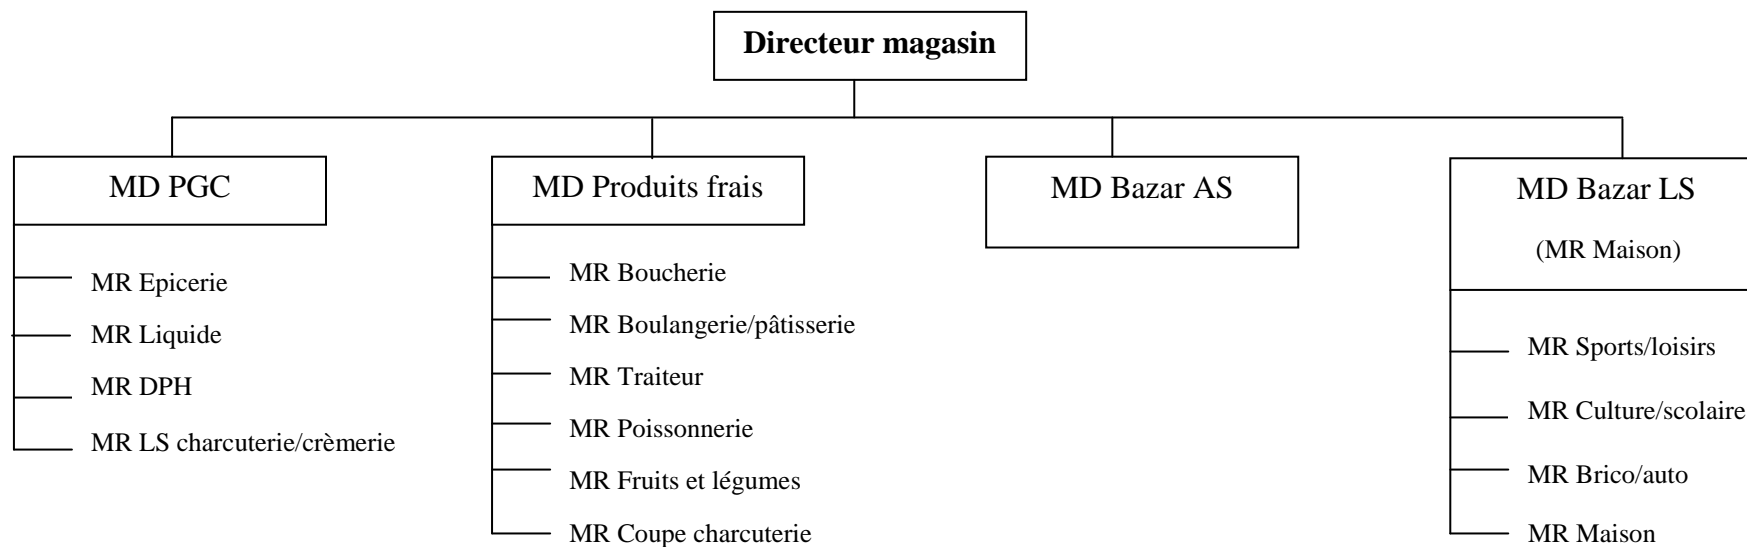 Directeur magasin
MD PGC
MR Epicerie
MR Liquide
MR DPH
MR LS charcuterie/crèmerie
MD Produits frais
MR Boucherie
MR Boulangerie/pâtisserie
MR Traiteur
MR Poissonnerie
MR Fruits et légumes
MR Coupe charcuterie
MD Bazar AS
MD Bazar LS
(MR Maison)
MR Sports/loisirs
MR Culture/scolaire
MR Brico/auto
MR Maison